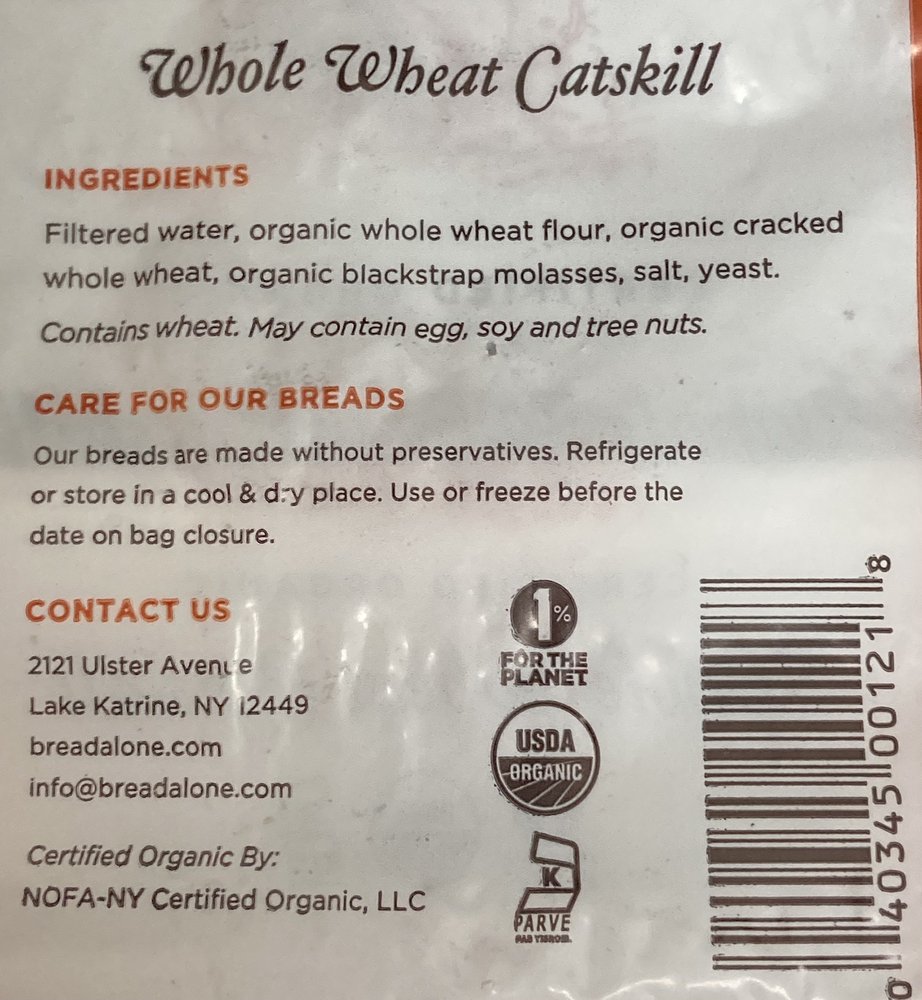 Whole Wheat Catskill
INGREDIENTS
Filtered water, organic whole wheat flour, organic cracked
whole wheat, organic blackstrap molasses, salt, yeast.
Contains wheat. May contain egg, soy and tree nuts.
CARE FOR OUR BREADS
Our breads are made without preservatives. Refrigerate
or store in a cool & dry place. Use or freeze before the
date on bag closure.
CONTACT US
2121 Ulster Avenue
Lake Katrine, NY 12449
breadalone.com
info@breadalone.com
Certified Organic By:
NOFA-NY Certified Organic, LLC
1%
FOR THE
PLANET
USDA
ORGANIC
K
PARVE
PAS YISROEL
0 40345 00121 8